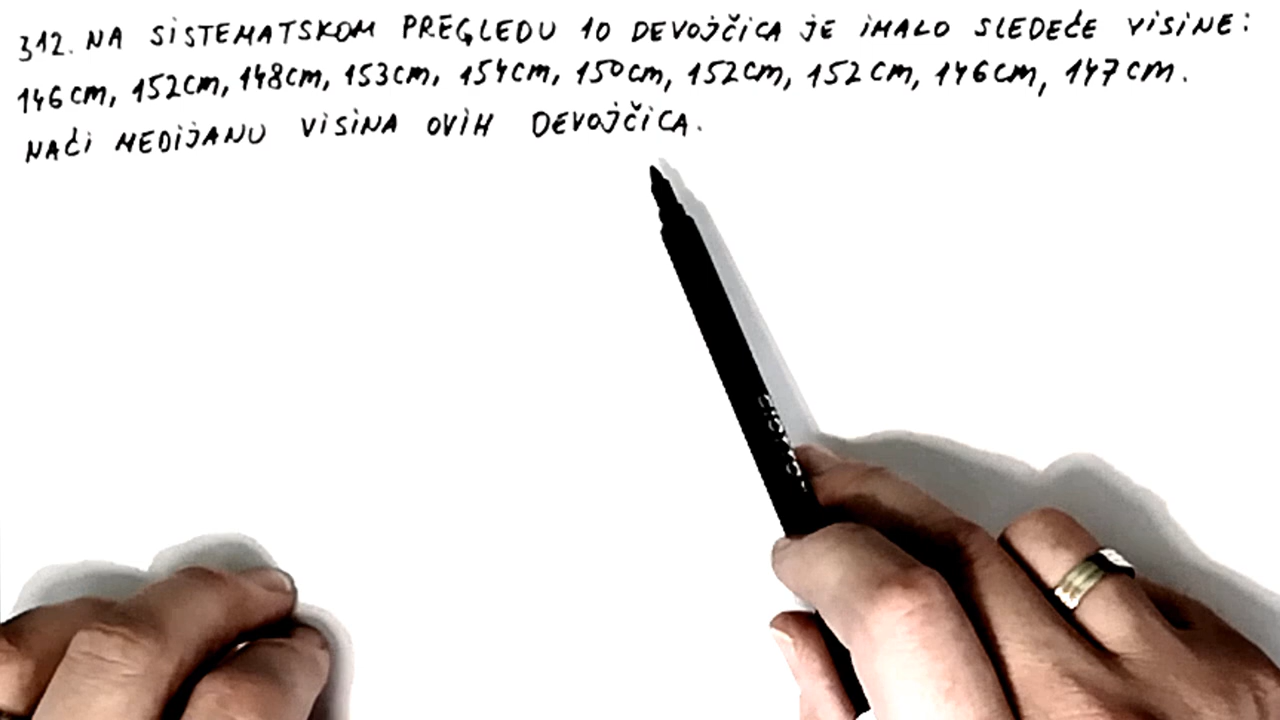 312. NA SISTEMATSKOM PREGLEDU 10 DEVOJČICA JE IMALO SLEDEĆE VISINE:
146cm, 152cm, 148cm, 153cm, 154cm, 150cm, 152cm, 152cm, 146cm, 147cm.
NAĆI MEDIJANU VISINA OVIH DEVOJČICA.